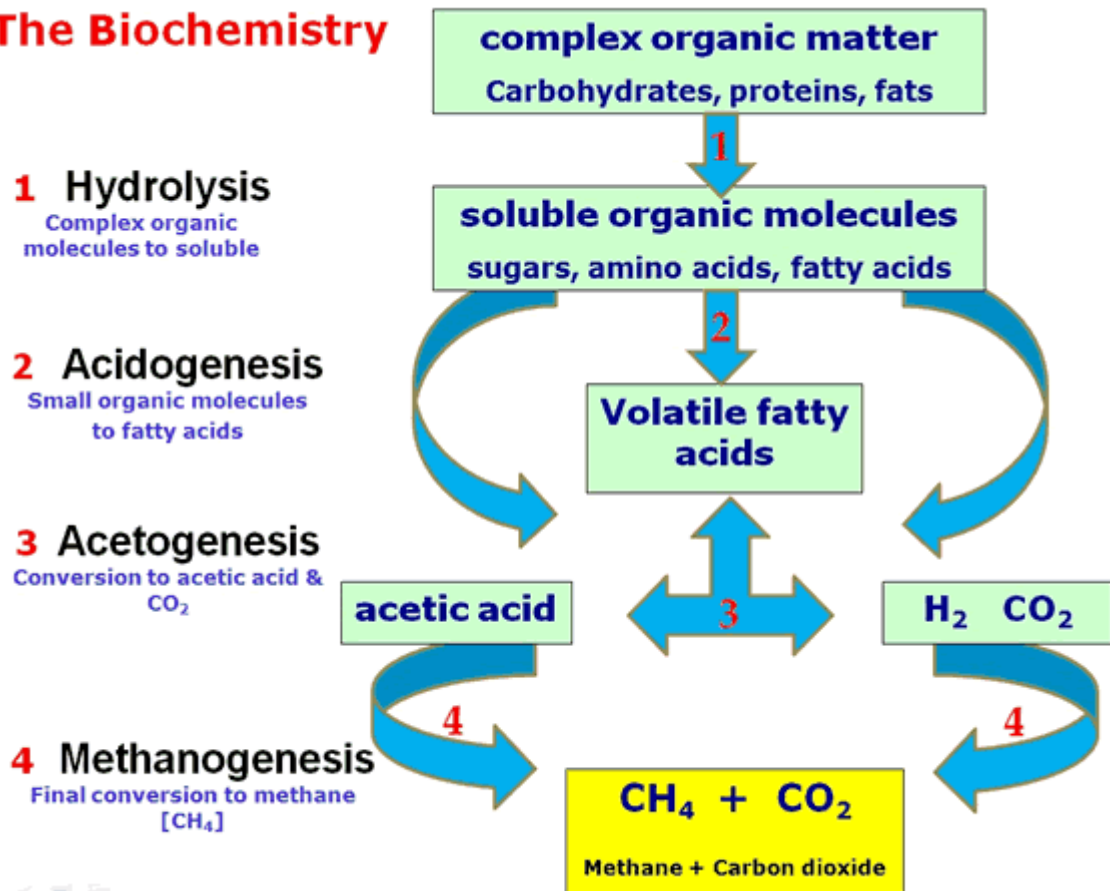 The Biochemistry
complex organic matter
Carbohydrates, proteins, fats
1
1 Hydrolysis
Complex organic
molecules to soluble
soluble organic molecules
sugars, amino acids, fatty acids
2
2 Acidogenesis
Small organic molecules
to fatty acids
Volatile fatty
acids
3 Acetogenesis
Conversion to acetic acid &
CO₂
acetic acid
3
H₂ CO₂
4
4
4 Methanogenesis
Final conversion to methane
[CH₄]
CH₄ + CO₂
Methane + Carbon dioxide